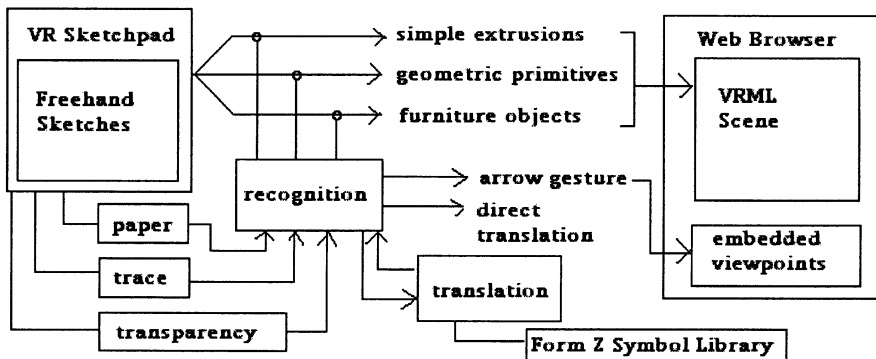 VR Sketchpad
Freehand
Sketches
simple extrusions
geometric primitives
furniture objects
Web Browser
VRML
Scene
recognition
arrow gesture
direct
translation
embedded
viewpoints
paper
trace
transparency
translation
Form Z Symbol Library